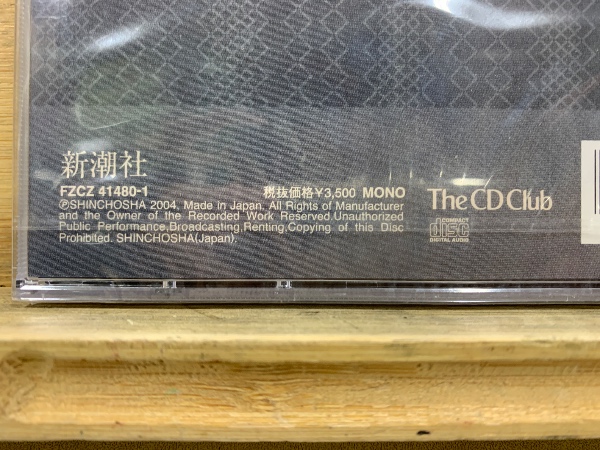 新潮社
FZCZ 41480-1 税抜価格¥3,500 MONO
ⓅSHINCHOSHA 2004. Made in Japan. All Rights of Manufacturer
and the Owner of the Recorded Work Reserved.Unauthorized
Public Performance,Broadcasting,Renting,Copying of this Disc
Prohibited. SHINCHOSHA(Japan).
The CD Club
COMPACT
disc
DIGITAL AUDIO